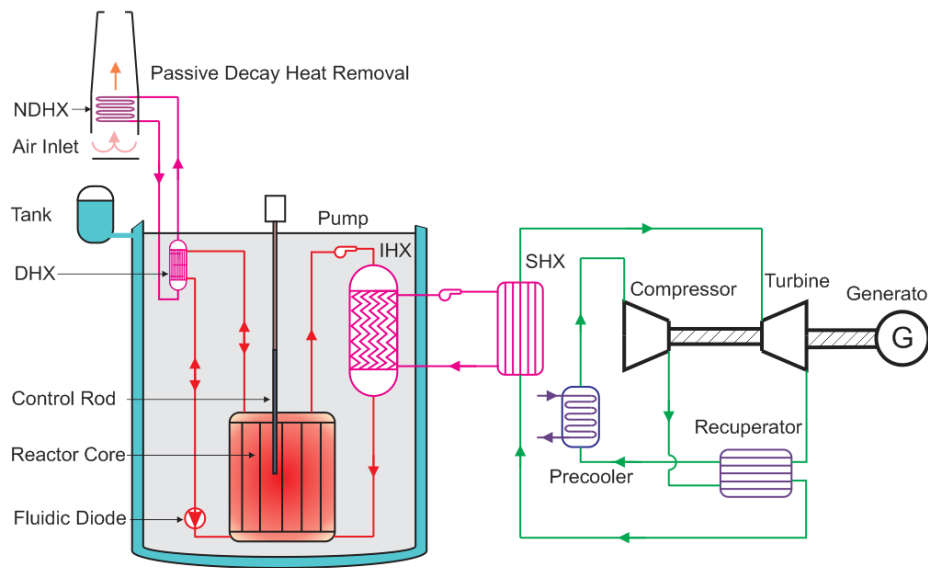 Passive Decay Heat Removal
NDHX
Air Inlet
Tank
Pump
IHX
SHX
DHX
Compressor
Turbine
Generato
G
Control Rod
Recuperator
Reactor Core
Precooler
Fluidic Diode